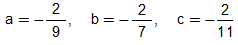 a = −2/9, b = −2/7, c = −2/11